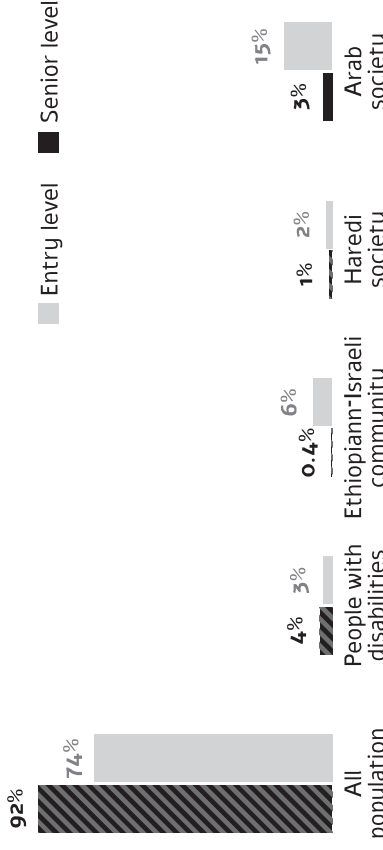 Entry level
Senior level
92%
74%
4%
3%
0.4%
6%
1%
2%
3%
15%
All
population
People with
disabilities
Ethiopiann-Israeli
community
Haredi
society
Arab
society